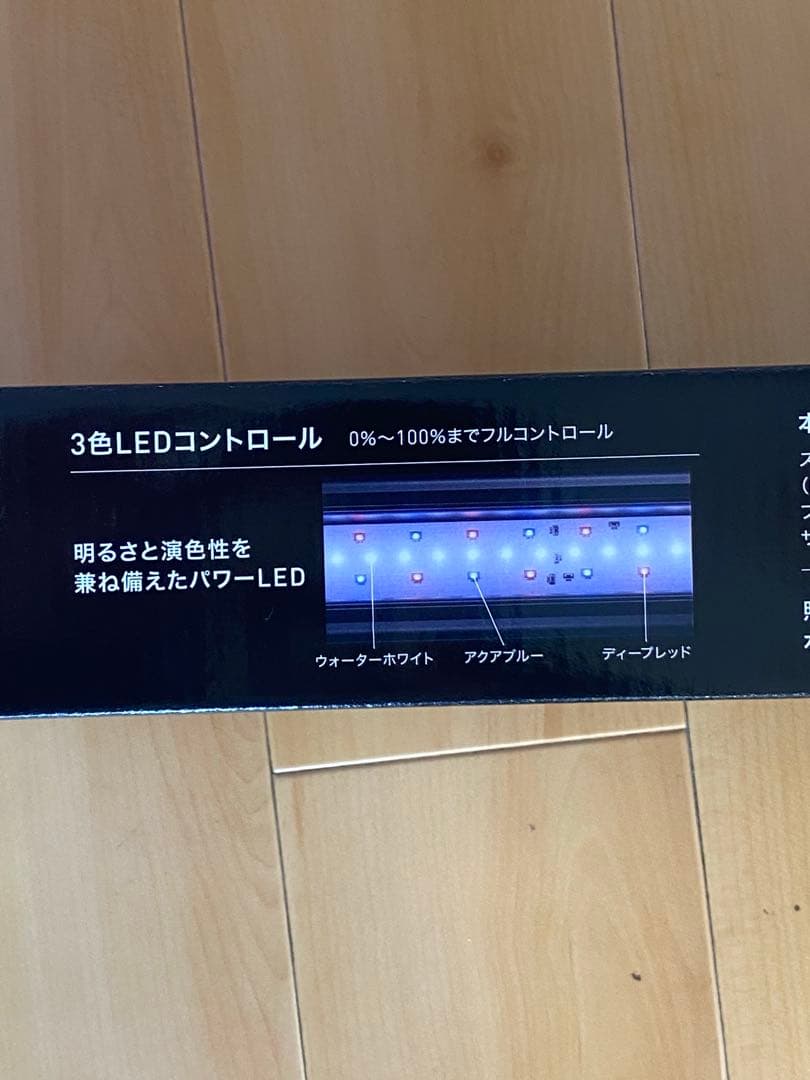 3色LEDコントロール 0%〜100%までフルコントロール
明るさと演色性を
兼ね備えたパワーLED
ウォーターホワイト アクアブルー ディープレッド
本